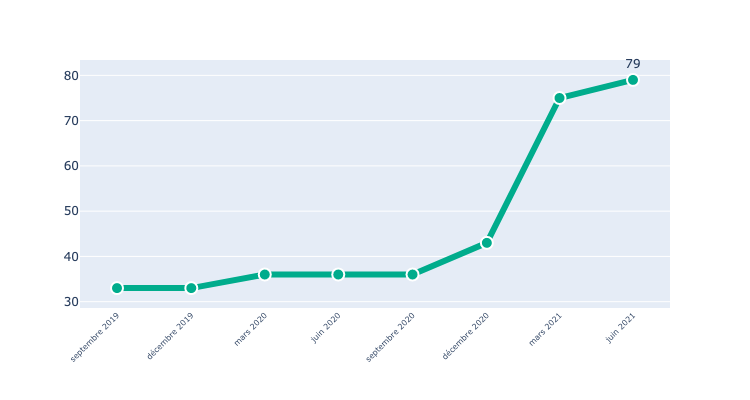 79
80
70
60
50
40
30
septembre 2019
décembre 2019
mars 2020
juin 2020
septembre 2020
décembre 2020
mars 2021
juin 2021